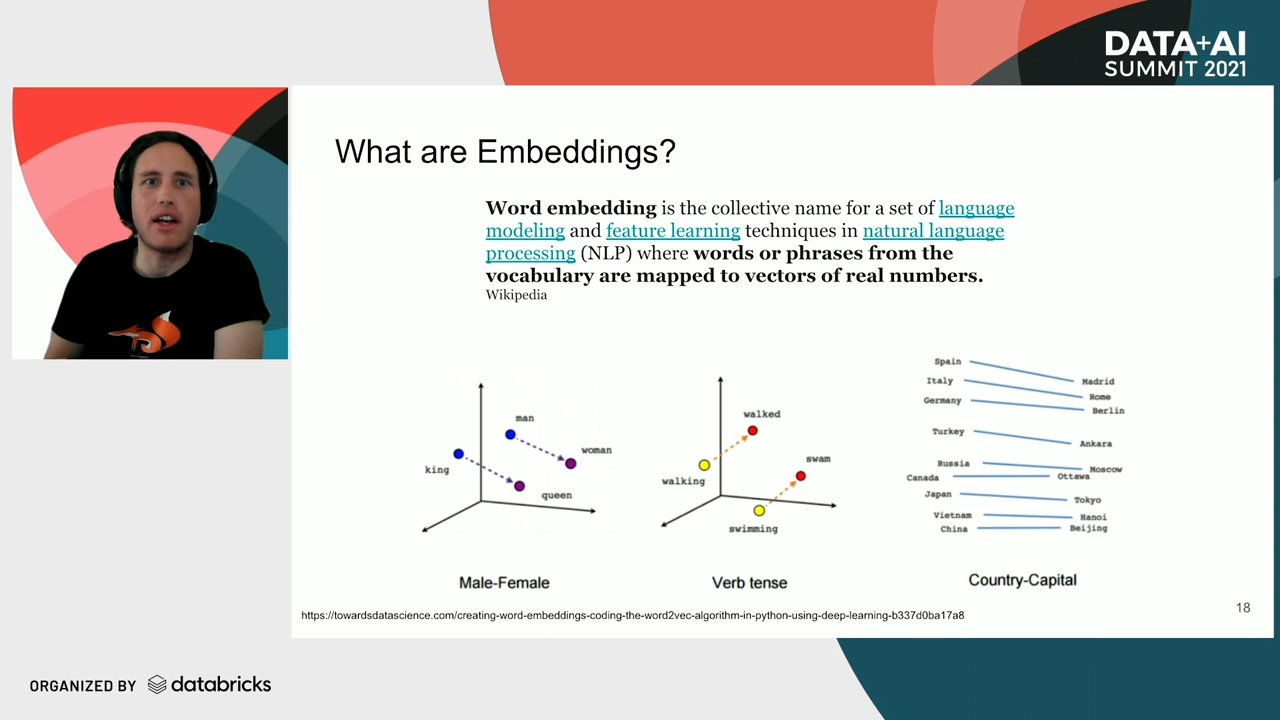 DATA+AI
SUMMIT 2021
What are Embeddings?
Word embedding is the collective name for a set of language
modeling and feature learning techniques in natural language
processing (NLP) where words or phrases from the
vocabulary are mapped to vectors of real numbers.
Wikipedia
man
woman
king
queen
Male-Female
walked
swam
walking
swimming
Verb tense
Spain
Madrid
Italy
Rome
Germany
Berlin
Turkey
Ankara
Russia
Moscow
Canada
Ottawa
Japan
Tokyo
Vietnam
Hanoi
China
Beijing
Country-Capital
https://towardsdatascience.com/creating-word-embeddings-coding-the-word2vec-algorithm-in-python-using-deep-learning-b337d0ba17a8
18
ORGANIZED BY databricks